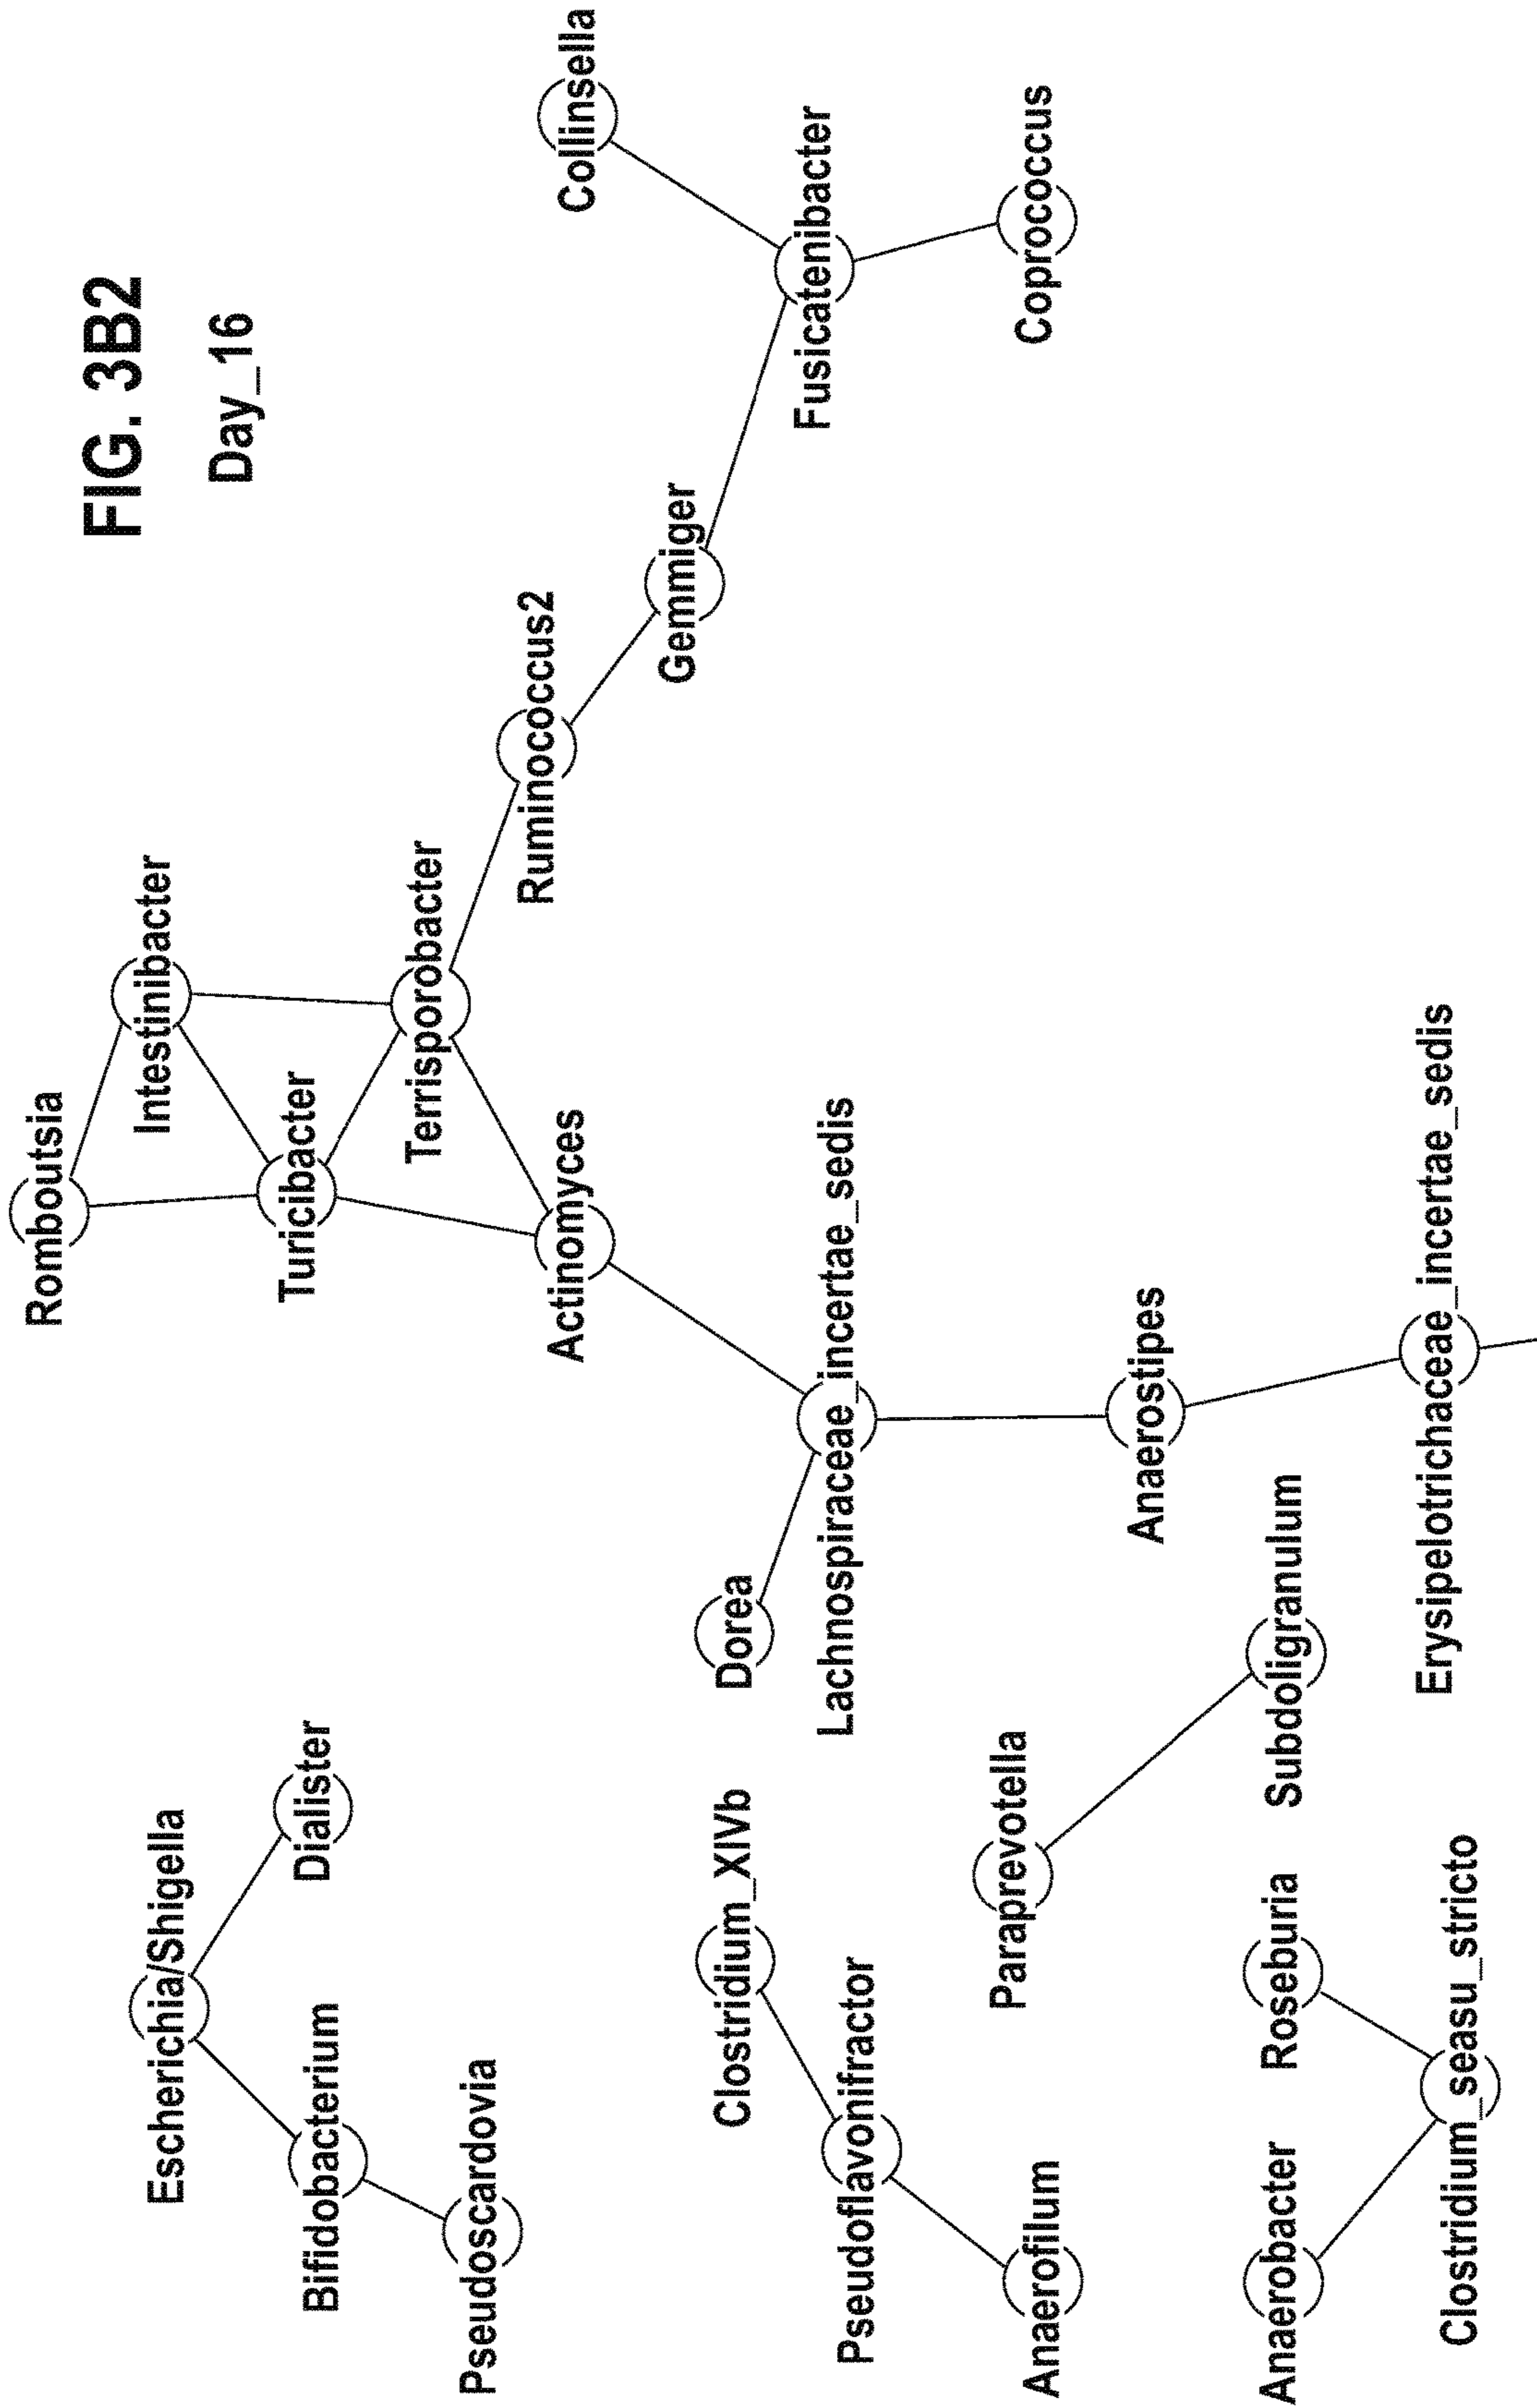 FIG. 3B2
Day_16
Romboutsia
Intestinibacter
Turicibacter
Terrisporobacter
Actinomyces
Ruminococcus2
Gemmiger
Collinsella
Fusicatenibacter
Coprococcus
Escherichia/Shigella
Dialister
Bifidobacterium
Pseudoscardovia
Dorea
Lachnospiraceae_incertae_sedis
Clostridium_XIVb
Pseudoflavonifractor
Anaerofilum
Paraprevotella
Subdoligranulum
Anaerostipes
Erysipelotrichaceae_incertae_sedis
Anaerobacter
Roseburia
Clostridium_seasu_stricto